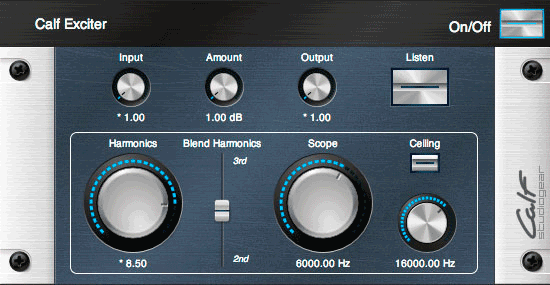 Calf Exciter
On/Off
Input Amount Output Listen
* 1.00 1.00 dB * 1.00
Harmonics Blend Harmonics Scope Ceiling
3rd
2nd
* 8.50 6000.00 Hz 16000.00 Hz
Calf
studiogear